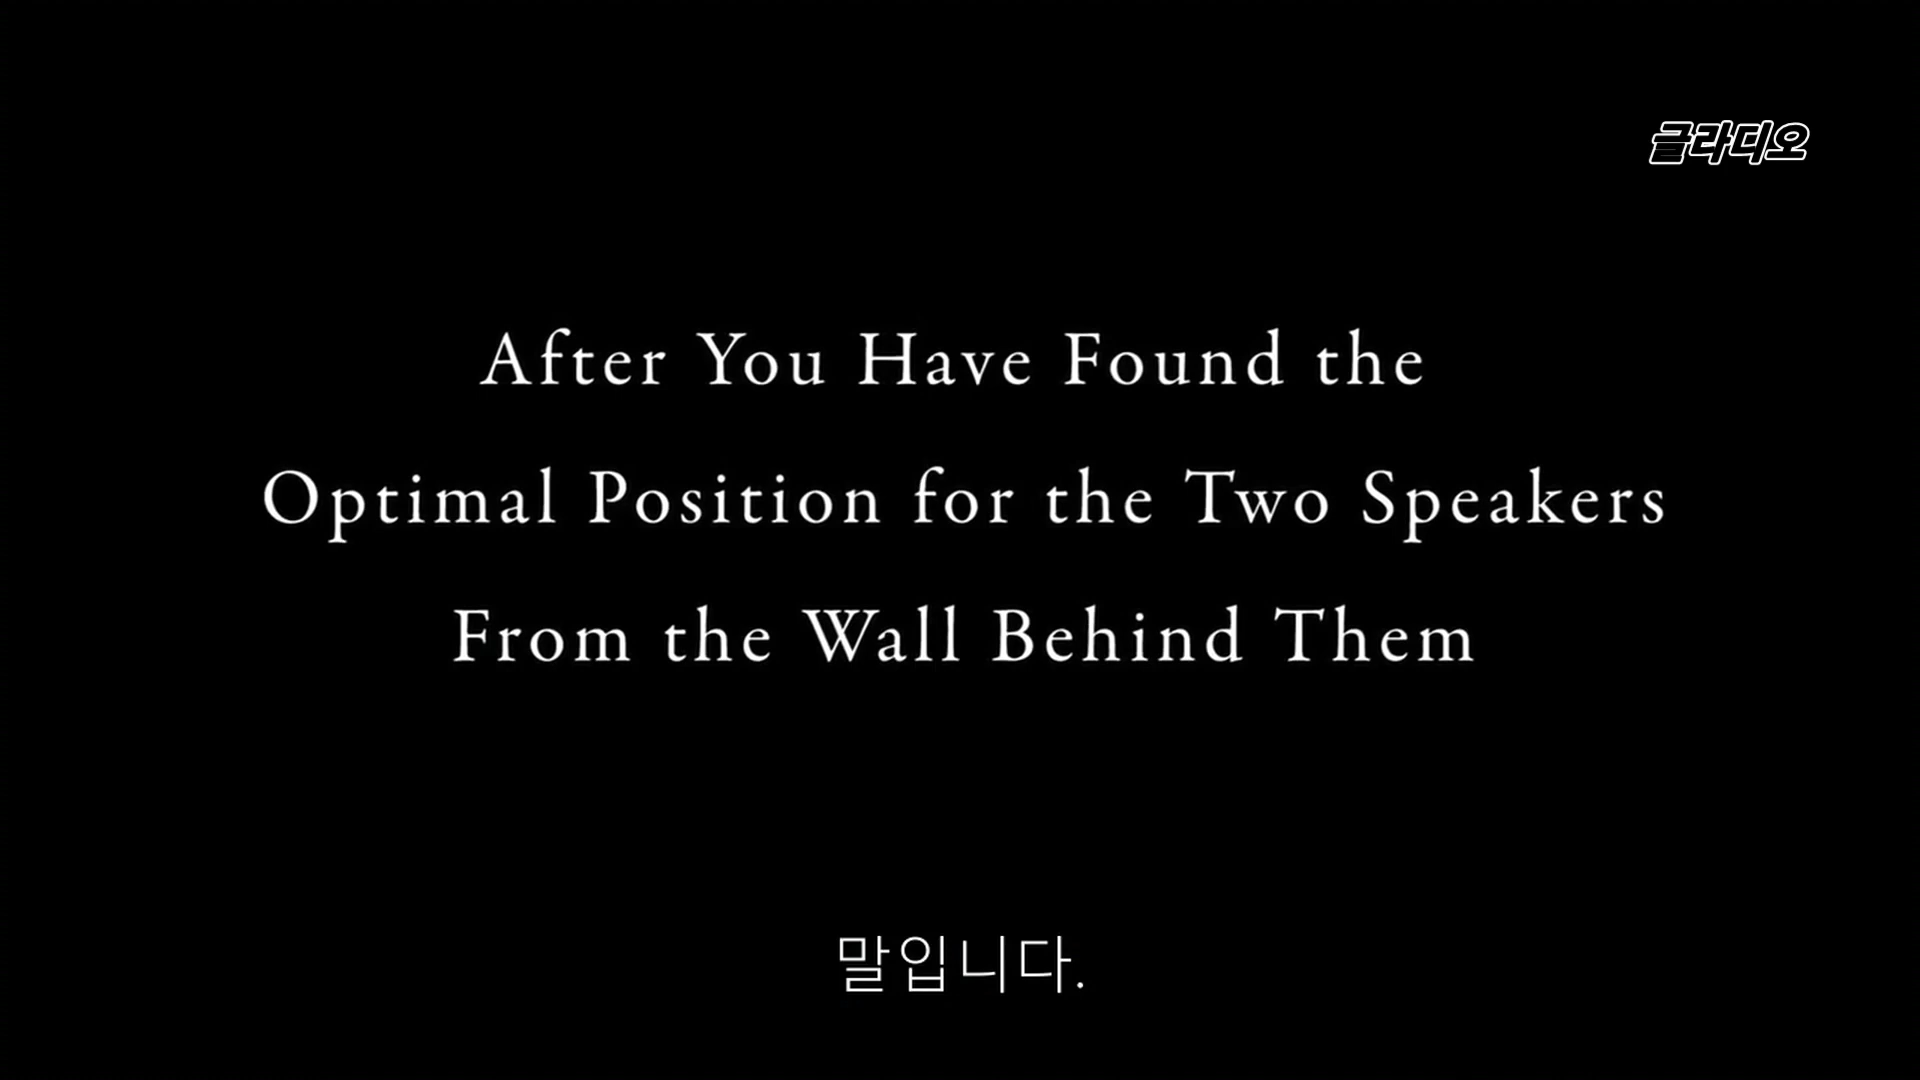 클라디오
After You Have Found the
Optimal Position for the Two Speakers
From the Wall Behind Them
말입니다.